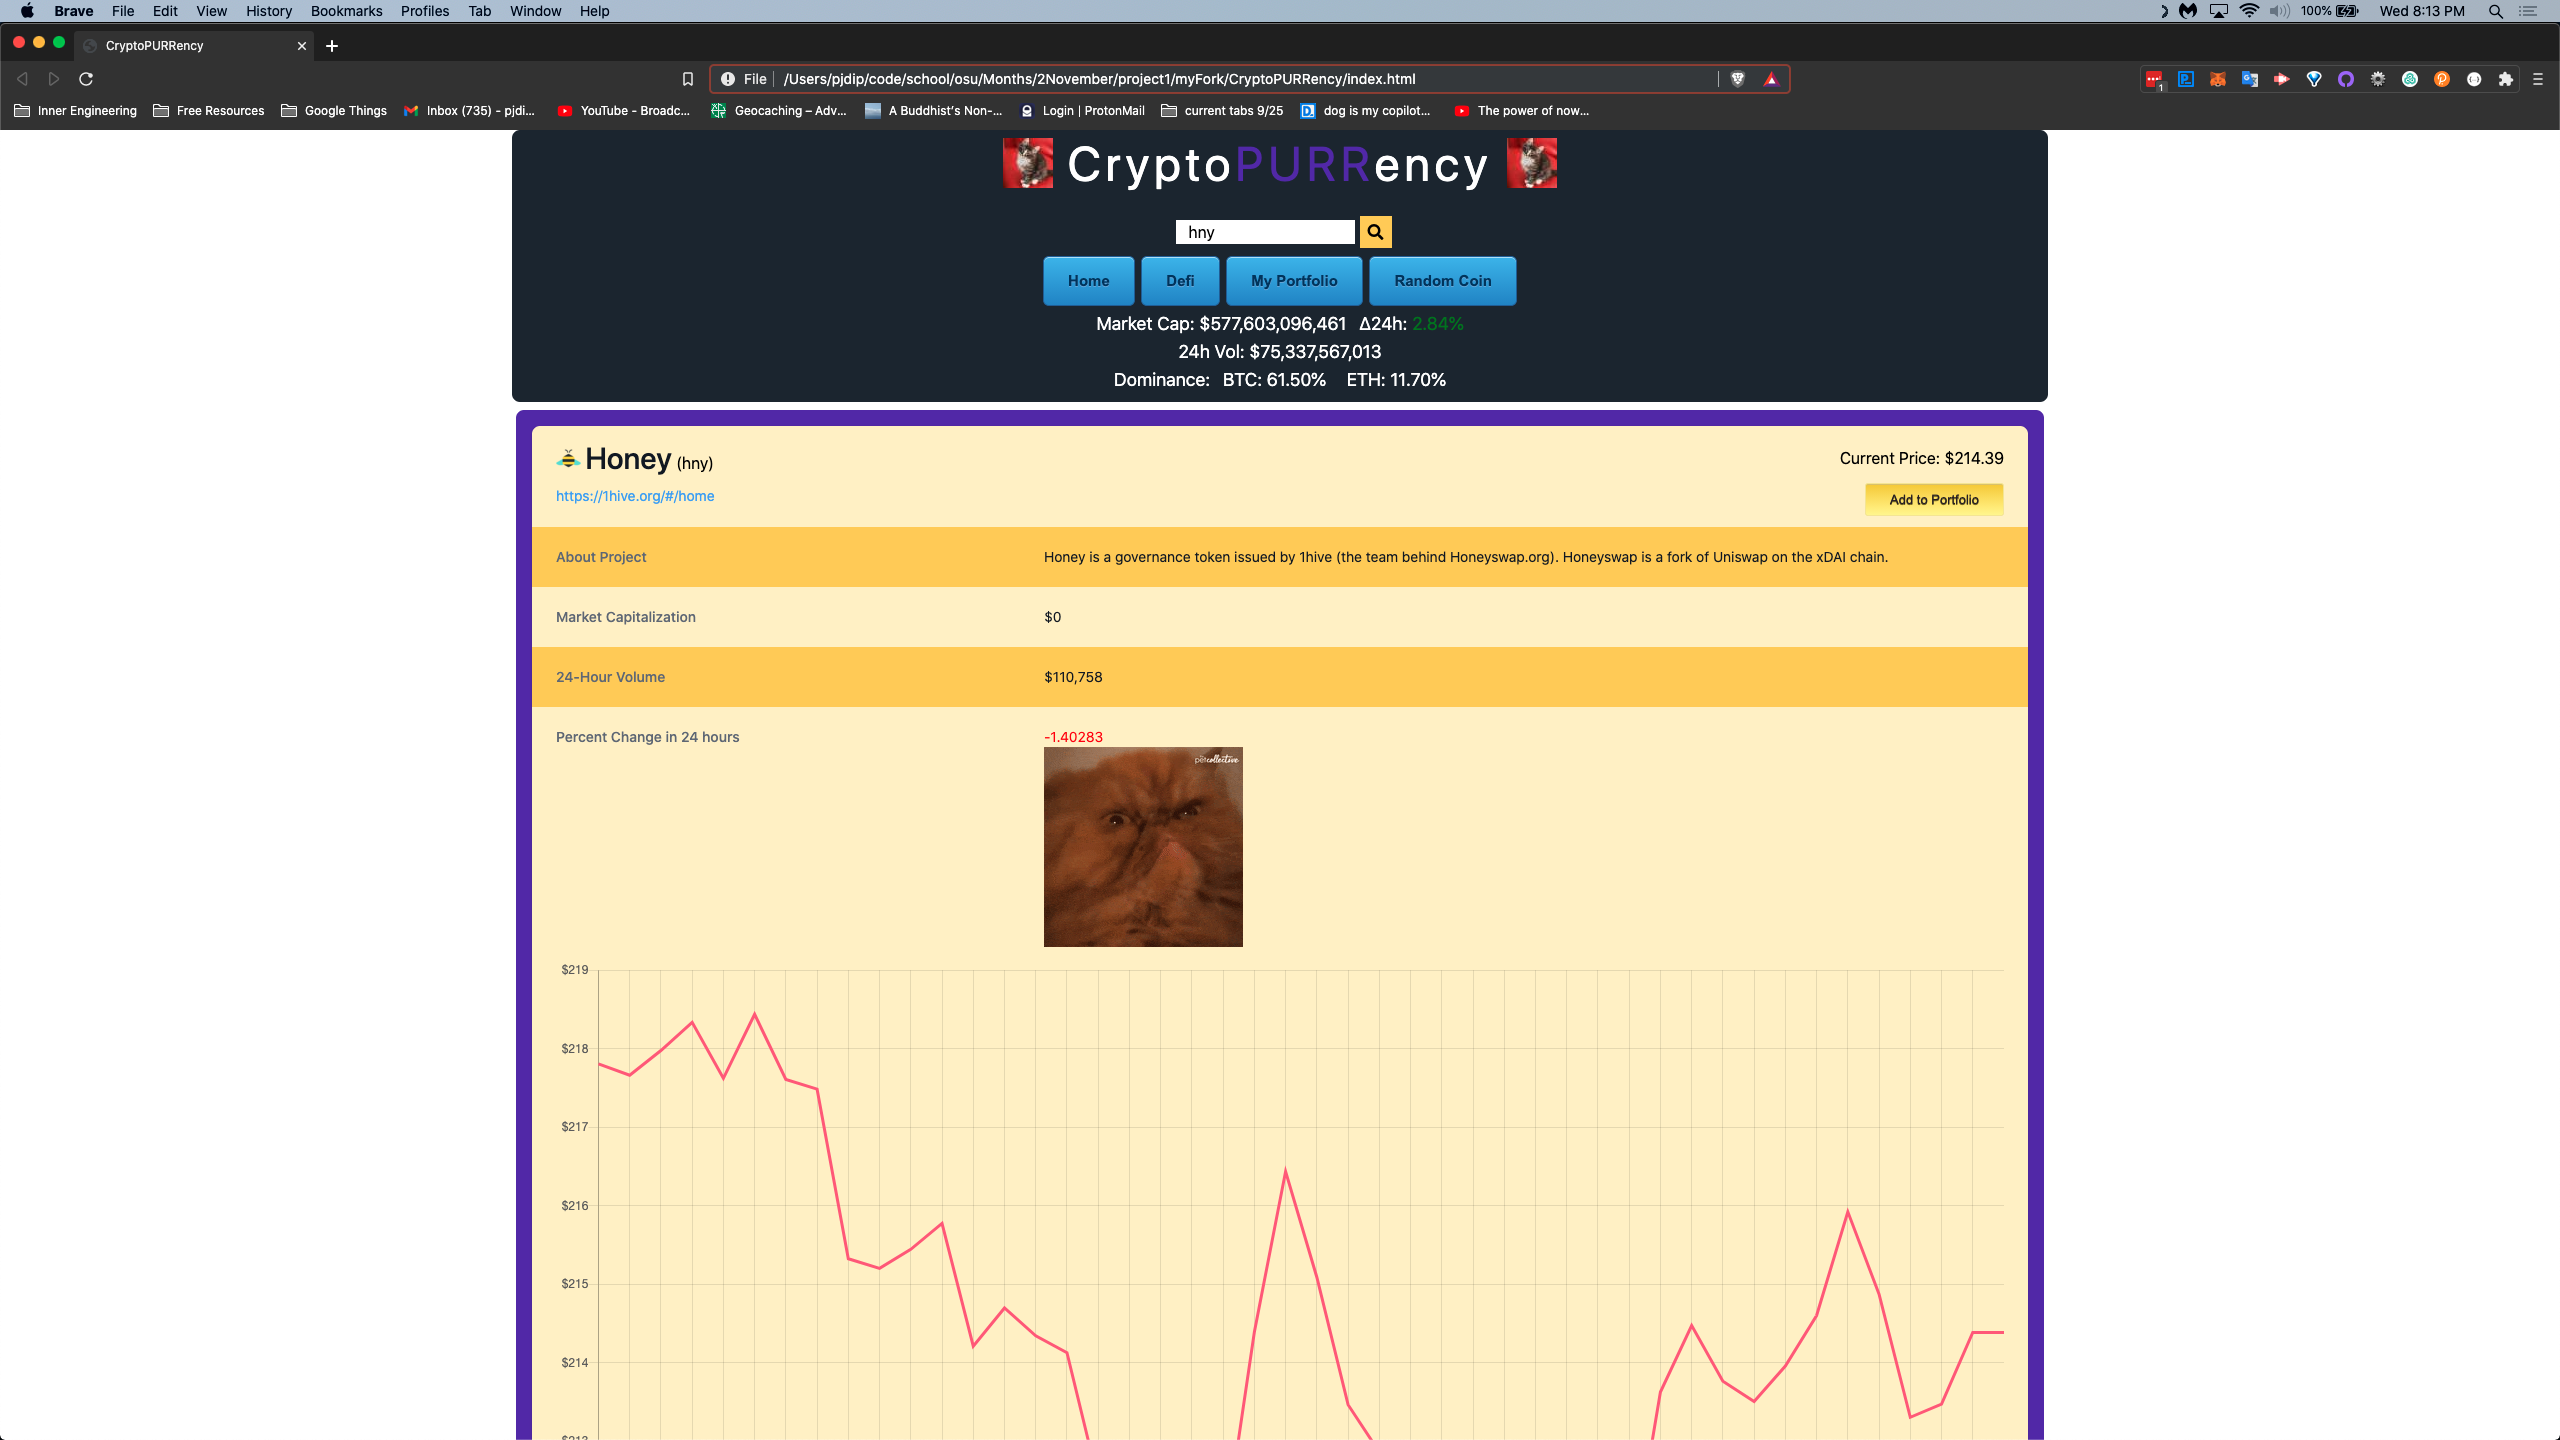 Brave File Edit View History Bookmarks Profiles Tab Window Help 100% Wed 8:13 PM
CryptoPURRency
File /Users/pjdip/code/school/osu/Months/2November/project1/myFork/CryptoPURRency/index.html 1
Inner Engineering Free Resources Google Things Inbox (735) - pjdi... YouTube - Broadc... Geocaching – Adv... A Buddhist's Non-... Login | ProtonMail current tabs 9/25 dog is my copilot... The power of now...
CryptoPURRency
hny
Home Defi My Portfolio Random Coin
Market Cap: $577,603,096,461 Δ24h: 2.84%
24h Vol: $75,337,567,013
Dominance: BTC: 61.50% ETH: 11.70%
Honey (hny) Current Price: $214.39
https://1hive.org/#/home
Add to Portfolio
About Project Honey is a governance token issued by 1hive (the team behind Honeyswap.org). Honeyswap is a fork of Uniswap on the xDAI chain.
Market Capitalization $0
24-Hour Volume $110,758
Percent Change in 24 hours -1.40283
petcollective
$219
$218
$217
$216
$215
$214